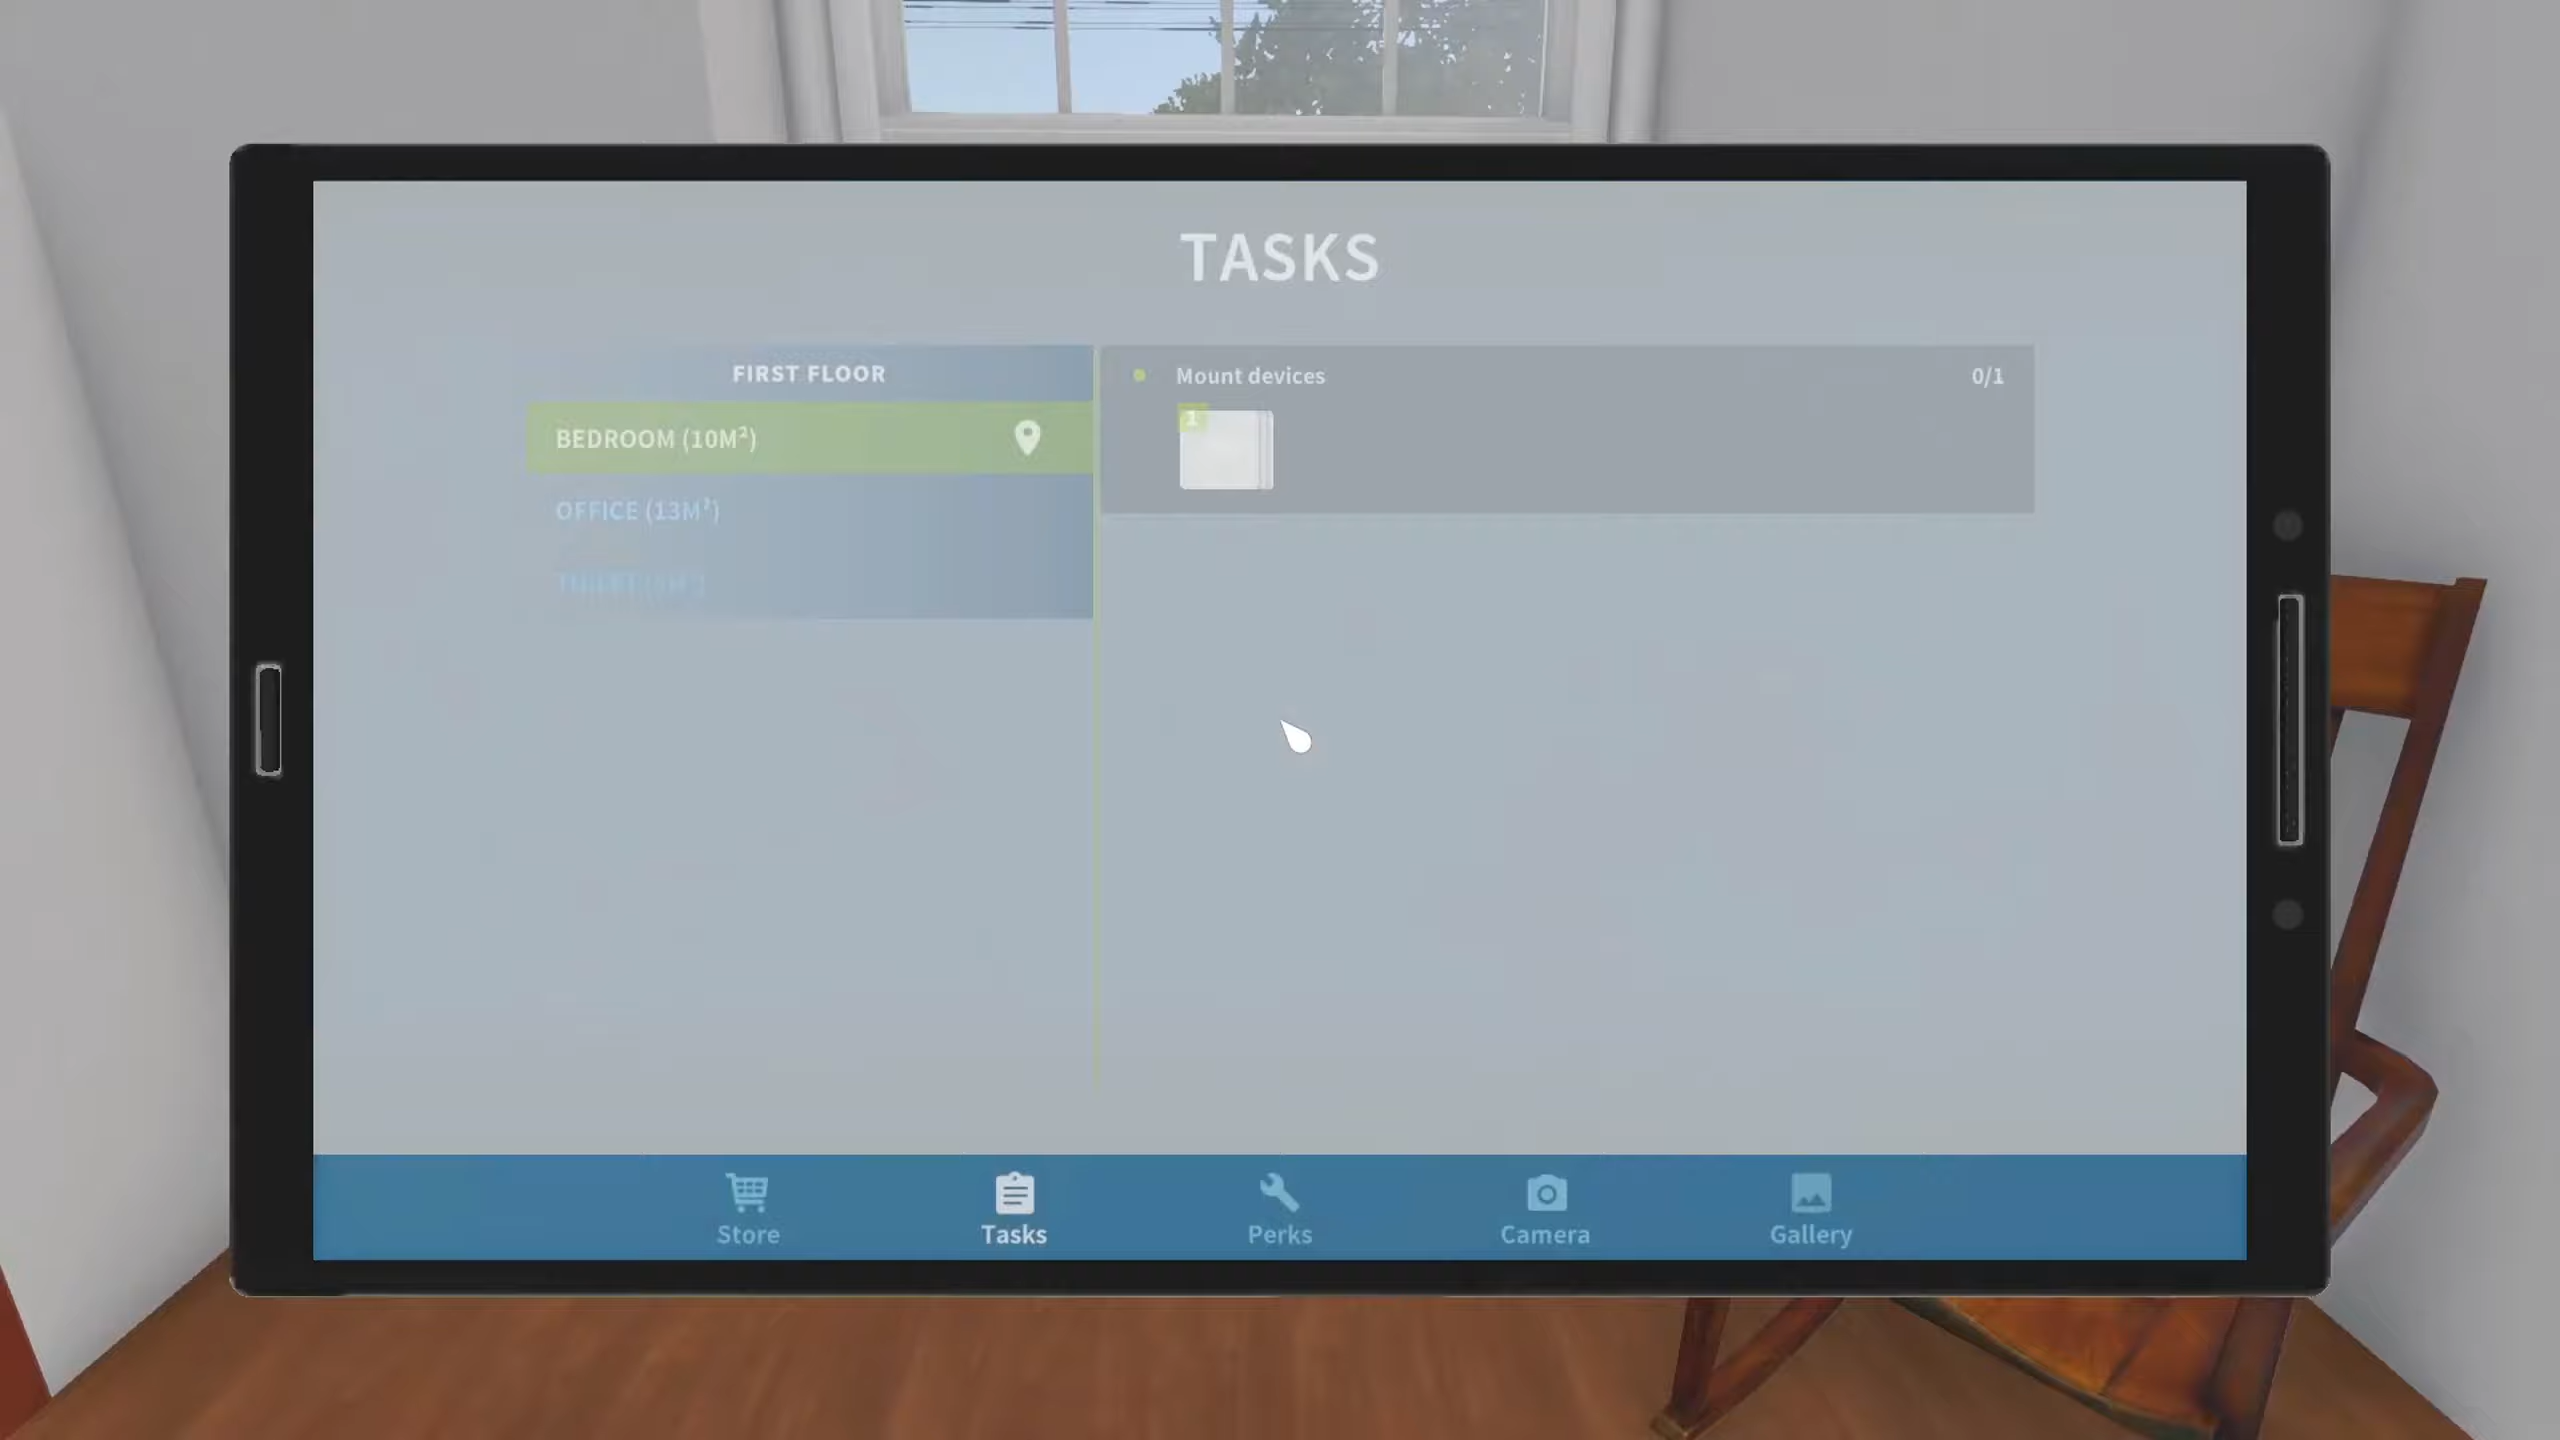 TASKS
FIRST FLOOR
BEDROOM (10M²)
OFFICE (13M²)
Mount devices
0/1
1
Store
Tasks
Perks
Camera
Gallery